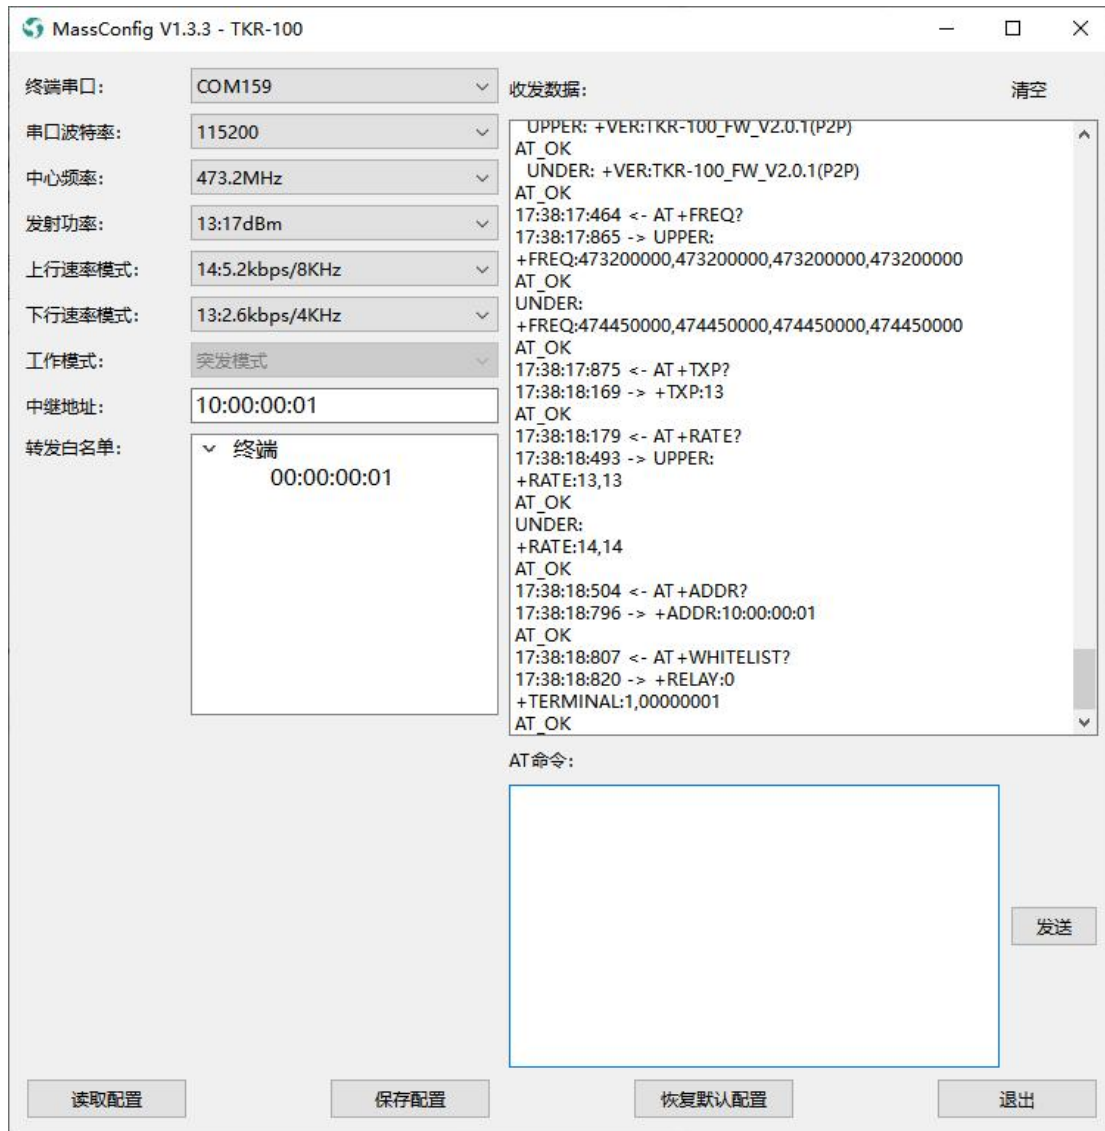 MassConfig V1.3.3 - TKR-100
终端串口:
COM159
串口波特率:
115200
中心频率:
473.2MHz
发射功率:
13:17dBm
上行速率模式:
14:5.2kbps/8KHz
下行速率模式:
13:2.6kbps/4KHz
工作模式:
突发模式
中继地址:
10:00:00:01
转发白名单:
终端
00:00:00:01
收发数据:
清空
UPPER: +VER:TKR-100_FW_V2.0.1(P2P)
AT_OK
UNDER: +VER:TKR-100_FW_V2.0.1(P2P)
AT_OK
17:38:17:464 <- AT+FREQ?
17:38:17:865 -> UPPER:
+FREQ:473200000,473200000,473200000,473200000
AT_OK
UNDER:
+FREQ:474450000,474450000,474450000,474450000
AT_OK
17:38:17:875 <- AT+TXP?
17:38:18:169 -> +TXP:13
AT_OK
17:38:18:179 <- AT+RATE?
17:38:18:493 -> UPPER:
+RATE:13,13
AT_OK
UNDER:
+RATE:14,14
AT_OK
17:38:18:504 <- AT+ADDR?
17:38:18:796 -> +ADDR:10:00:00:01
AT_OK
17:38:18:807 <- AT+WHITELIST?
17:38:18:820 -> +RELAY:0
+TERMINAL:1,00000001
AT_OK
AT命令:
发送
读取配置
保存配置
恢复默认配置
退出